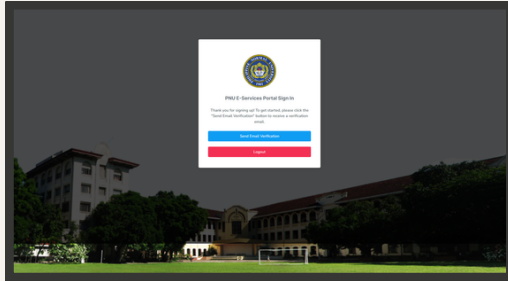 PNU E-Services Portal Sign In
Thank you for signing up! To get started, please click the
"Send Email Verification" button to receive a verification
email.
Send Email Verification
Logout